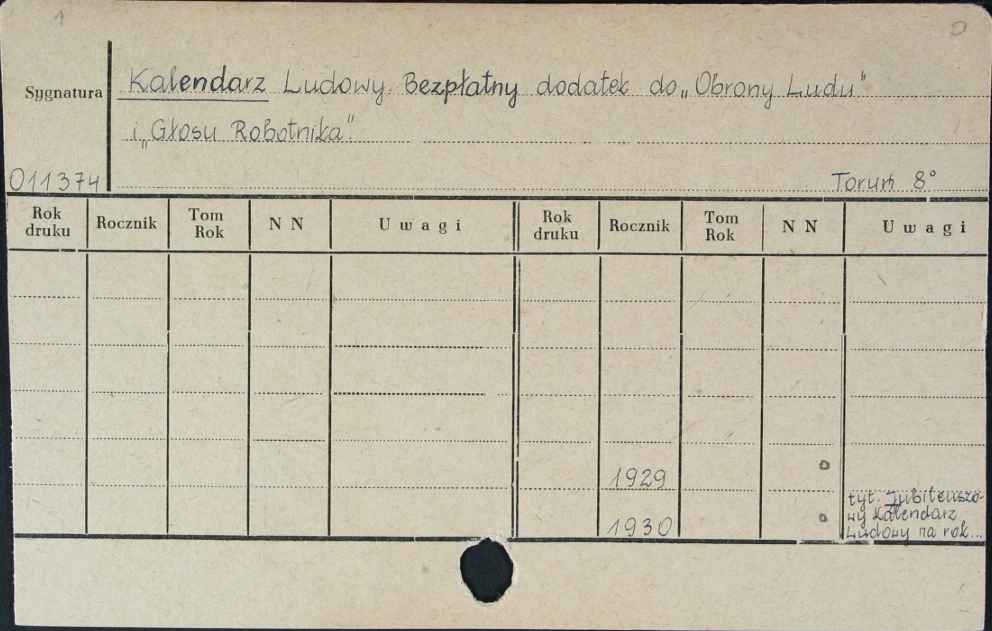 1
Sygnatura
Kalendarz Ludowy. Bezpłatny dodatek do „Obrony Ludu”
i „Głosu Robotnika”.
011374
Toruń 8°
Rok druku Rocznik Tom Rok N N Uwagi Rok druku Rocznik Tom Rok N N Uwagi
1929 o
1930 o tyt. Jubileuszo-
wy Kalendarz
Ludowy na rok...